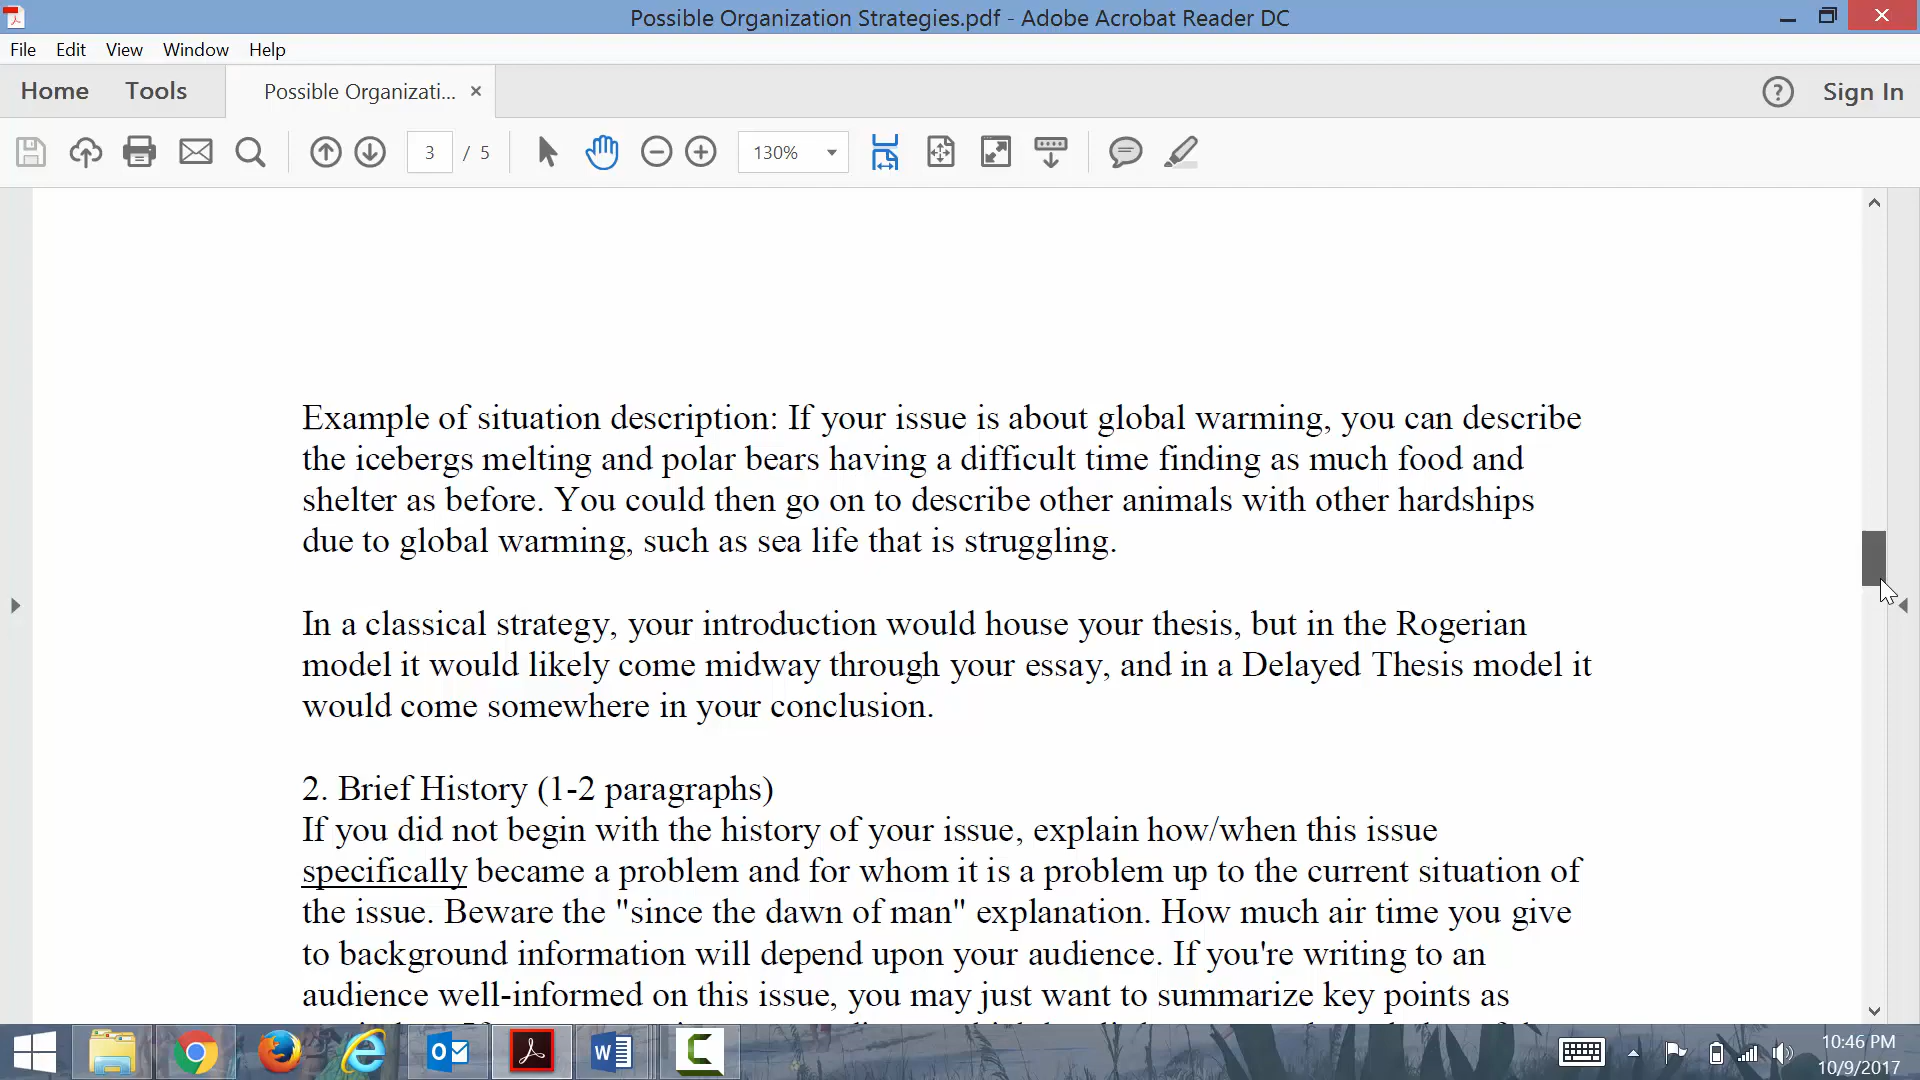 Possible Organization Strategies.pdf - Adobe Acrobat Reader DC
File Edit View Window Help
Home Tools Possible Organizati... × ? Sign In
3 / 5 130%
Example of situation description: If your issue is about global warming, you can describe
the icebergs melting and polar bears having a difficult time finding as much food and
shelter as before. You could then go on to describe other animals with other hardships
due to global warming, such as sea life that is struggling.
In a classical strategy, your introduction would house your thesis, but in the Rogerian
model it would likely come midway through your essay, and in a Delayed Thesis model it
would come somewhere in your conclusion.
2. Brief History (1-2 paragraphs)
If you did not begin with the history of your issue, explain how/when this issue
specifically became a problem and for whom it is a problem up to the current situation of
the issue. Beware the "since the dawn of man" explanation. How much air time you give
to background information will depend upon your audience. If you're writing to an
audience well-informed on this issue, you may just want to summarize key points as
10:46 PM
10/9/2017